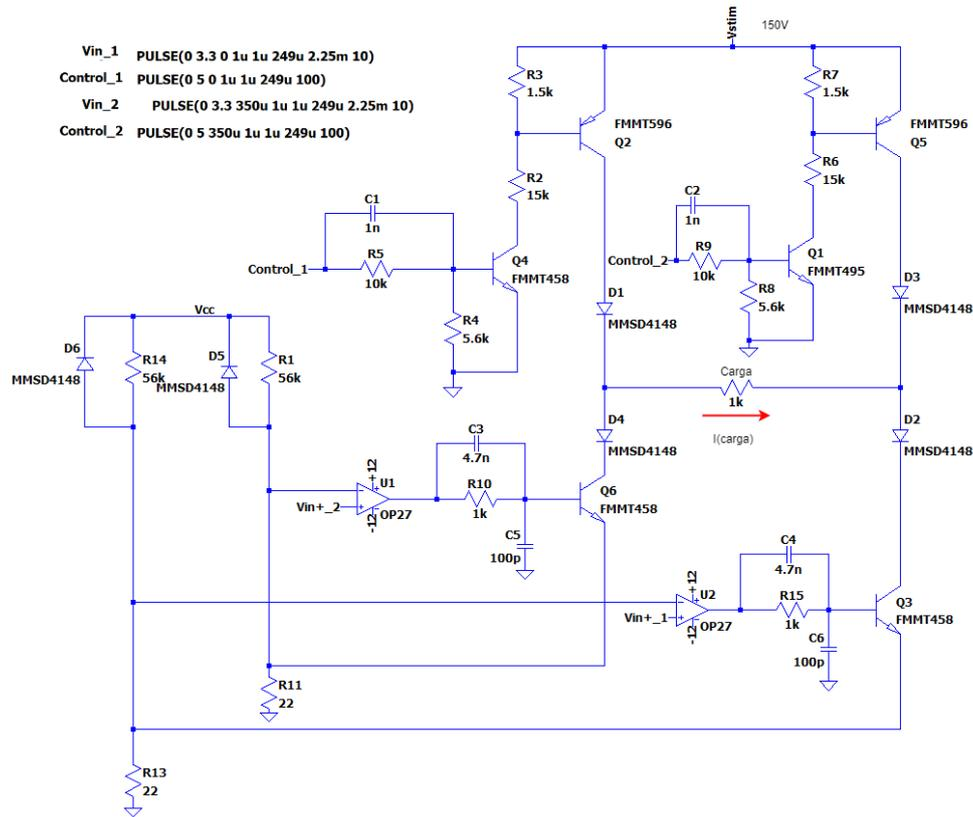 Vstim
150V
Vin_1 PULSE(0 3.3 0 1u 1u 249u 2.25m 10)
Control_1 PULSE(0 5 0 1u 1u 249u 100)
Vin_2 PULSE(0 3.3 350u 1u 1u 249u 2.25m 10)
Control_2 PULSE(0 5 350u 1u 1u 249u 100)
R3
1.5k
FMMT596
Q2
R7
1.5k
FMMT596
Q5
R2
15k
R6
15k
C1
1n
C2
1n
Control_1
R5
10k
Q4
FMMT458
Control_2
R9
10k
Q1
FMMT495
R4
5.6k
R8
5.6k
D1
MMSD4148
D3
MMSD4148
Vcc
D6
MMSD4148
R14
56k
D5
MMSD4148
R1
56k
Carga
1k
I(carga)
D4
MMSD4148
D2
MMSD4148
C3
4.7n
R10
1k
Q6
FMMT458
+12
U1
Vin+_2
-12
OP27
C5
100p
C4
4.7n
R15
1k
Q3
FMMT458
+12
U2
Vin+_1
-12
OP27
C6
100p
R11
22
R13
22